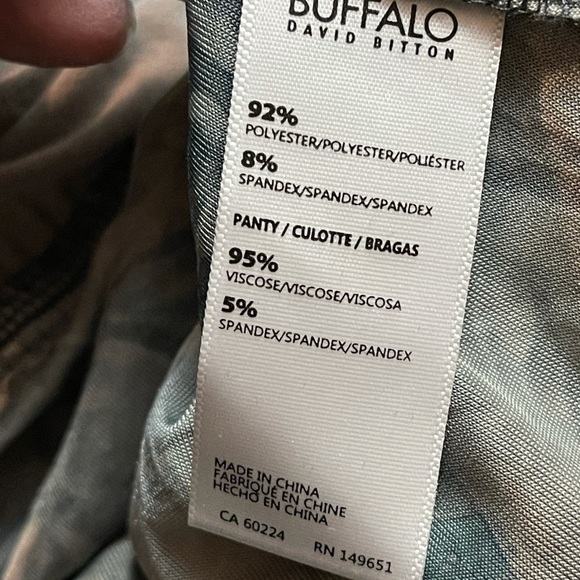 BUFFALO
DAVID BITTON
92%
POLYESTER/POLYESTER/POLIÉSTER
8%
SPANDEX/SPANDEX/SPANDEX
PANTY / CULOTTE / BRAGAS
95%
VISCOSE/VISCOSE/VISCOSA
5%
SPANDEX/SPANDEX/SPANDEX
MADE IN CHINA
FABRIQUÉ EN CHINE
HECHO EN CHINA
CA 60224 RN 149651